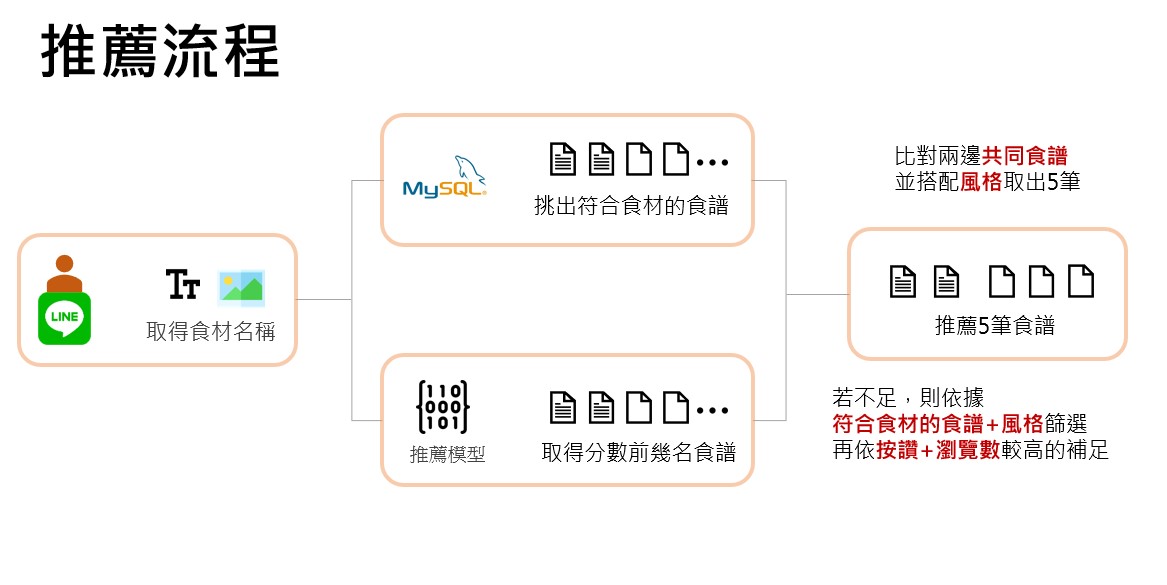 推薦流程
LINE
TT
取得食材名稱
MySQL®
挑出符合食材的食譜
110
000
101
推薦模型
取得分數前幾名食譜
比對兩邊共同食譜
並搭配風格取出5筆
推薦5筆食譜
若不足，則依據
符合食材的食譜+風格篩選
再依按讚+瀏覽數較高的補足